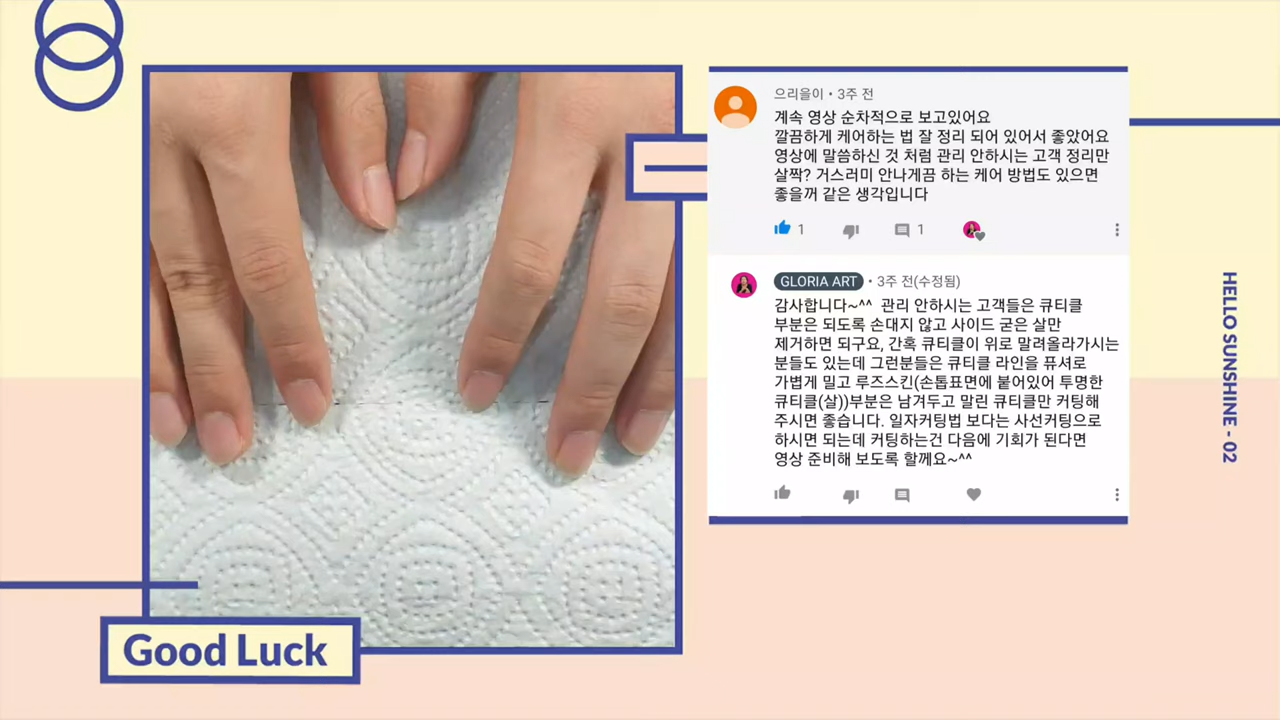 으리을이 • 3주 전
계속 영상 순차적으로 보고있어요
깔끔하게 케어하는 법 잘 정리 되어 있어서 좋았어요
영상에 말씀하신 것 처럼 관리 안하시는 고객 정리만
살짝? 거스러미 안나게끔 하는 케어 방법도 있으면
좋을꺼 같은 생각입니다
1
1
GLORIA ART • 3주 전(수정됨)
감사합니다~^^ 관리 안하시는 고객들은 큐티클
부분은 되도록 손대지 않고 사이드 굳은 살만
제거하면 되구요, 간혹 큐티클이 위로 말려올라가시는
분들도 있는데 그런분들은 큐티클 라인을 퓨셔로
가볍게 밀고 루즈스킨(손톱표면에 붙어있어 투명한
큐티클(살))부분은 남겨두고 말린 큐티클만 커팅해
주시면 좋습니다. 일자커팅법 보다는 사선커팅으로
하시면 되는데 커팅하는건 다음에 기회가 된다면
영상 준비해 보도록 할께요~^^
HELLO SUNSHINE - 02
Good Luck